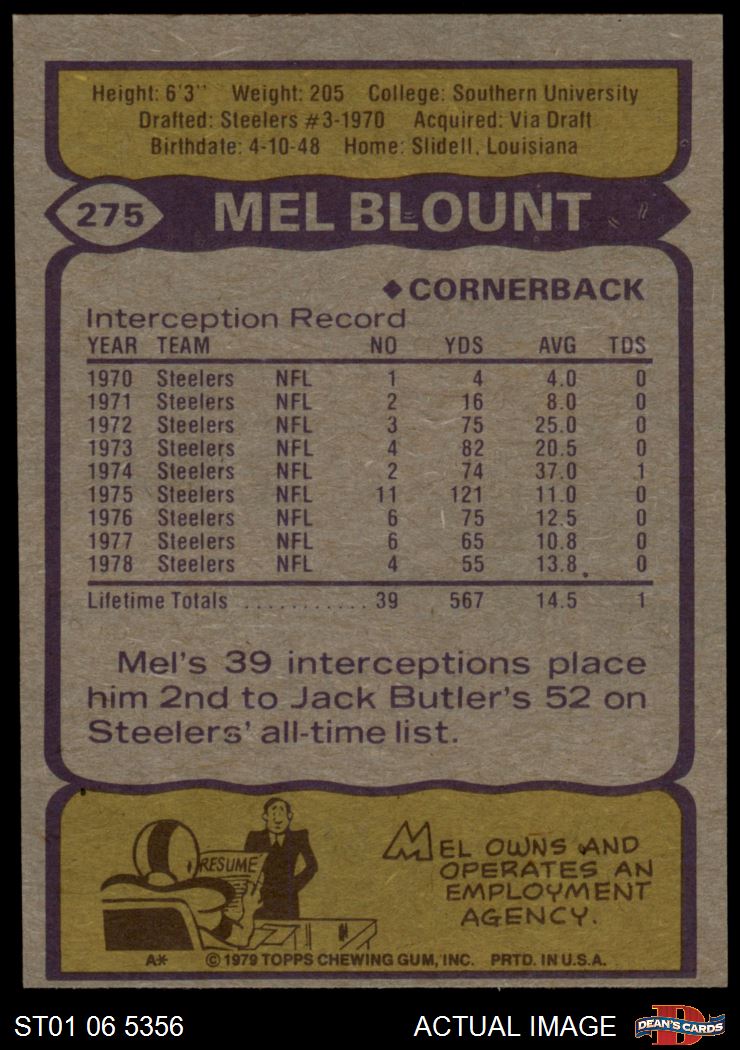 Height: 6'3'' Weight: 205 College: Southern University
Drafted: Steelers #3-1970 Acquired: Via Draft
Birthdate: 4-10-48 Home: Slidell, Louisiana
275 MEL BLOUNT
◆ CORNERBACK
Interception Record
YEAR TEAM NO YDS AVG TDS
1970 Steelers NFL 1 4 4.0 0
1971 Steelers NFL 2 16 8.0 0
1972 Steelers NFL 3 75 25.0 0
1973 Steelers NFL 4 82 20.5 0
1974 Steelers NFL 2 74 37.0 1
1975 Steelers NFL 11 121 11.0 0
1976 Steelers NFL 6 75 12.5 0
1977 Steelers NFL 6 65 10.8 0
1978 Steelers NFL 4 55 13.8 0
Lifetime Totals ........... 39 567 14.5 1
Mel's 39 interceptions place
him 2nd to Jack Butler's 52 on
Steelers' all-time list.
RESUME
MEL OWNS AND
OPERATES AN
EMPLOYMENT
AGENCY.
A* © 1979 TOPPS CHEWING GUM, INC. PRTD. IN U.S.A.
ST01 06 5356 ACTUAL IMAGE D DEAN'S CARDS